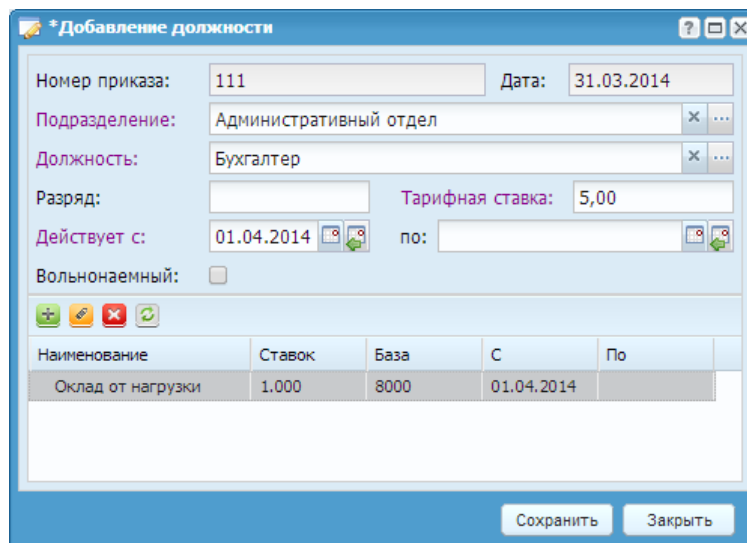 *Добавление должности
Номер приказа: 111 Дата: 31.03.2014
Подразделение: Административный отдел
Должность: Бухгалтер
Разряд: Тарифная ставка: 5,00
Действует с: 01.04.2014 по:
Вольнонаемный:
Наименование Ставок База С По
Оклад от нагрузки 1.000 8000 01.04.2014
Сохранить Закрыть